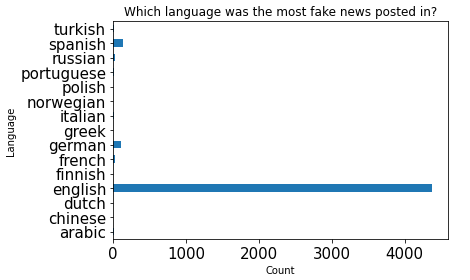 Which language was the most fake news posted in?
Language
turkish
spanish
russian
portuguese
polish
norwegian
italian
greek
german
french
finnish
english
dutch
chinese
arabic
0 1000 2000 3000 4000
Count